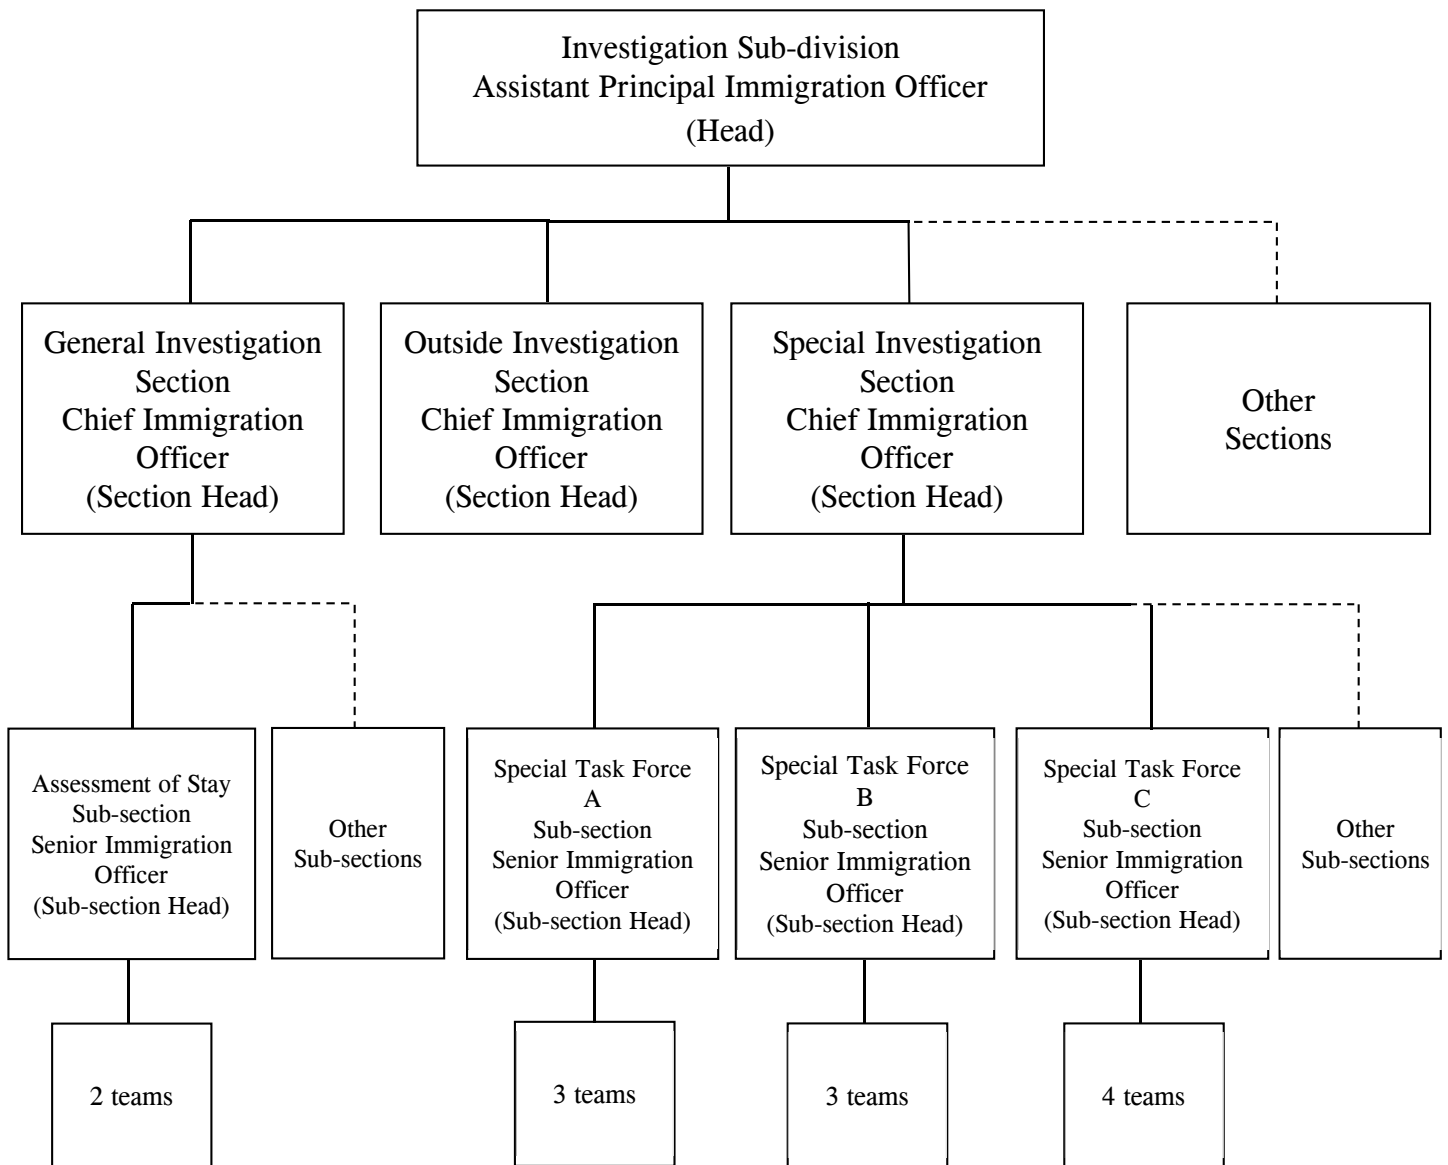 Investigation Sub-division
Assistant Principal Immigration Officer
(Head)
General Investigation
Section
Chief Immigration
Officer
(Section Head)
Outside Investigation
Section
Chief Immigration
Officer
(Section Head)
Special Investigation
Section
Chief Immigration
Officer
(Section Head)
Other
Sections
Assessment of Stay
Sub-section
Senior Immigration
Officer
(Sub-section Head)
Other
Sub-sections
Special Task Force
A
Sub-section
Senior Immigration
Officer
(Sub-section Head)
Special Task Force
B
Sub-section
Senior Immigration
Officer
(Sub-section Head)
Special Task Force
C
Sub-section
Senior Immigration
Officer
(Sub-section Head)
Other
Sub-sections
2 teams
3 teams
3 teams
4 teams